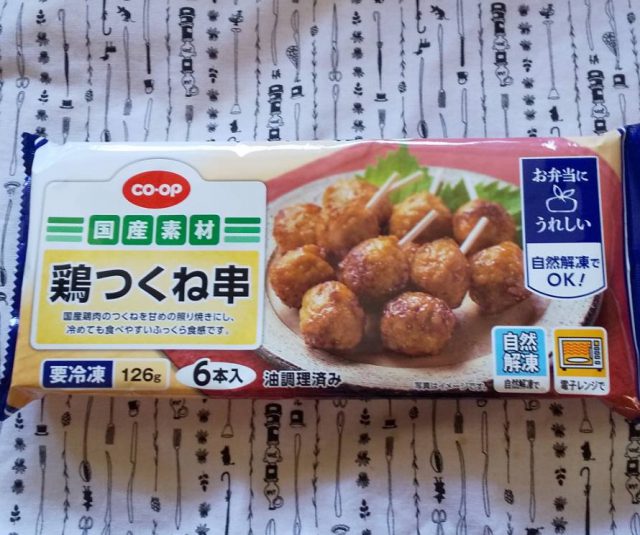 CO·OP
国産素材
鶏つくね串
国産鶏肉のつくねを甘めの照り焼きにし、
冷めても食べやすいふっくら食感です。
要冷凍
126g
6本入
油調理済み
写真はイメージです。
お弁当に
うれしい
自然解凍で
OK!
自然
解凍
自然解凍で
電子レンジで